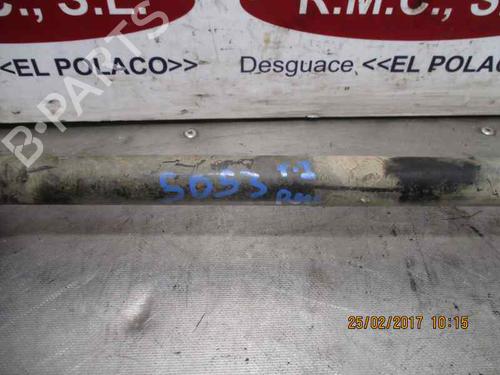 C., S.L.
R.M.C., S.
<<EL POLACO>>
Desguace <<EL POLACO
B-PARTS
5053
25/02/2017 10:15